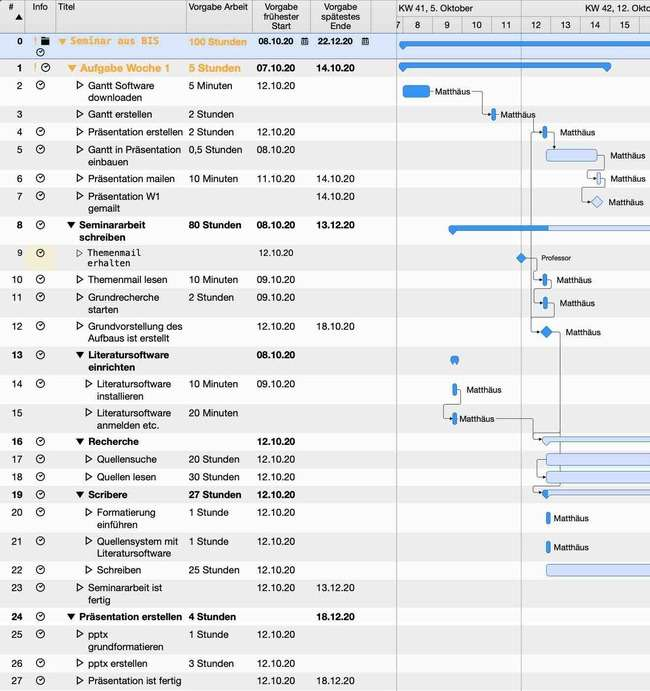 # Info Titel Vorgabe Arbeit Vorgabe frühester Start Vorgabe spätestes Ende KW 41, 5. Oktober KW 42, 12. Okto
7 8 9 10 11 12 13 14 15
0 Seminar aus BIS 100 Stunden 08.10.20 22.12.20
1 Aufgabe Woche 1 5 Stunden 07.10.20 14.10.20
2 Gantt Software downloaden 5 Minuten 12.10.20 Matthäus
3 Gantt erstellen 2 Stunden Matthäus
4 Präsentation erstellen 2 Stunden 12.10.20 Matthäus
5 Gantt in Präsentation einbauen 0,5 Stunden 08.10.20 Matthäus
6 Präsentation mailen 10 Minuten 11.10.20 14.10.20 Matthäus
7 Präsentation W1 gemailt 14.10.20 Matthäus
8 Seminararbeit schreiben 80 Stunden 08.10.20 13.12.20
9 Themenmail erhalten 12.10.20 Professor
10 Themenmail lesen 10 Minuten 09.10.20 Matthäus
11 Grundrecherche starten 2 Stunden 09.10.20 Matthäus
12 Grundvorstellung des Aufbaus ist erstellt 12.10.20 18.10.20 Matthäus
13 Literatursoftware einrichten 08.10.20
14 Literatursoftware installieren 10 Minuten 09.10.20 Matthäus
15 Literatursoftware anmelden etc. 20 Minuten Matthäus
16 Recherche 12.10.20
17 Quellensuche 20 Stunden 12.10.20
18 Quellen lesen 30 Stunden 12.10.20
19 Scribere 27 Stunden 12.10.20
20 Formatierung einführen 1 Stunde 12.10.20 Matthäus
21 Quellensystem mit Literatursoftware 1 Stunde 12.10.20 Matthäus
22 Schreiben 25 Stunden 12.10.20
23 Seminararbeit ist fertig 12.10.20 13.12.20
24 Präsentation erstellen 4 Stunden 18.12.20
25 pptx grundformatieren 1 Stunde 12.10.20
26 pptx erstellen 3 Stunden 12.10.20
27 Präsentation ist fertig 12.10.20 18.12.20